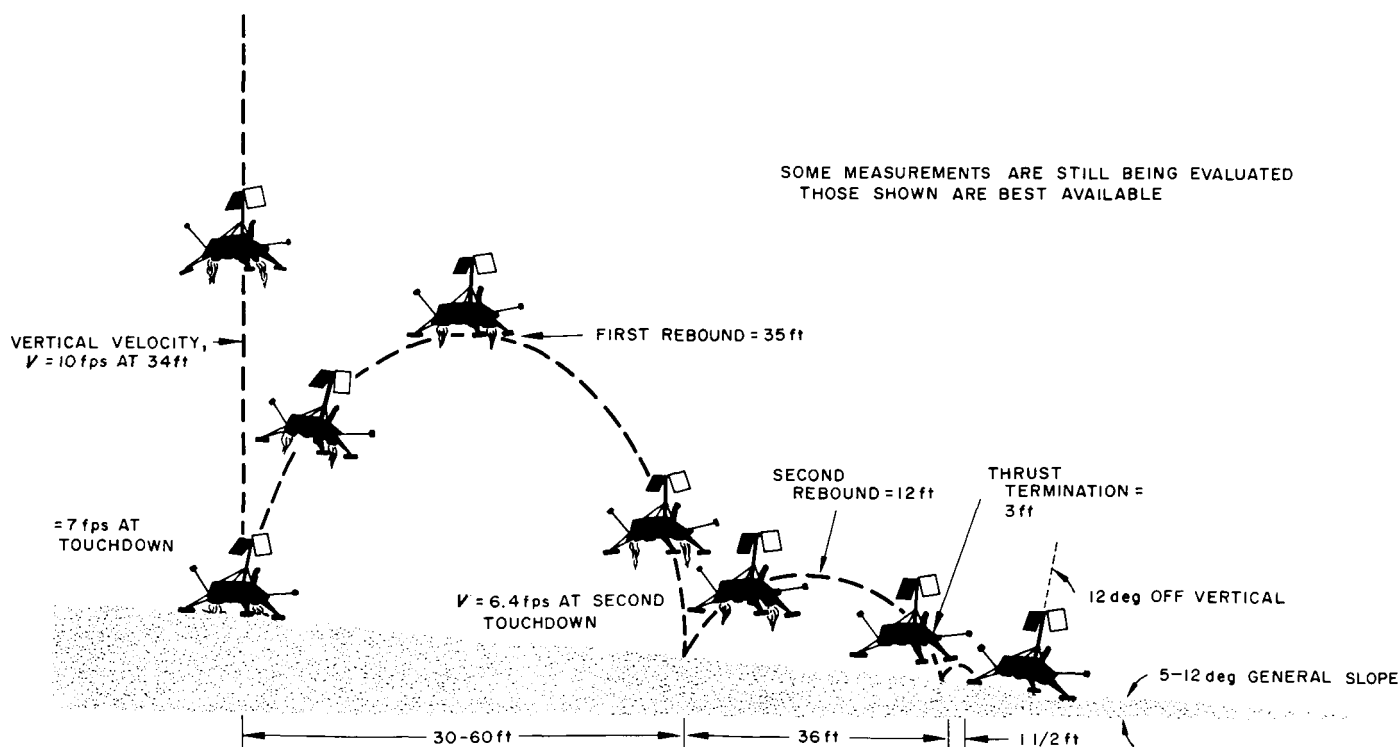 SOME MEASUREMENTS ARE STILL BEING EVALUATED
THOSE SHOWN ARE BEST AVAILABLE
VERTICAL VELOCITY,
V = 10 fps AT 34 ft
FIRST REBOUND = 35 ft
= 7 fps AT
TOUCHDOWN
SECOND
REBOUND = 12 ft
THRUST
TERMINATION =
3 ft
V = 6.4 fps AT SECOND
TOUCHDOWN
12 deg OFF VERTICAL
5–12 deg GENERAL SLOPE
30-60 ft
36 ft
1 1/2 ft